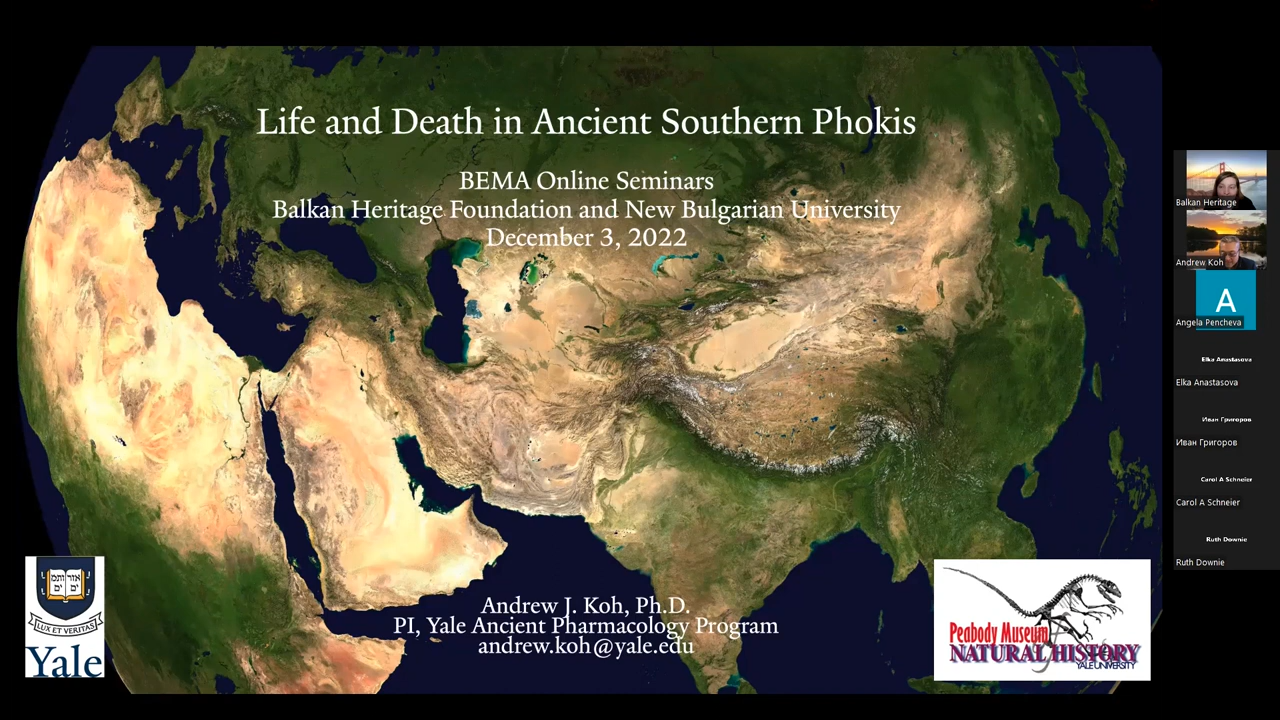 Life and Death in Ancient Southern Phokis
BEMA Online Seminars
Balkan Heritage Foundation and New Bulgarian University
December 3, 2022
Andrew J. Koh, Ph.D.
PI, Yale Ancient Pharmacology Program
andrew.koh@yale.edu
LUX ET VERITAS
Yale
Peabody Museum
NATURAL HISTORY
YALE UNIVERSITY
Balkan Heritage
Andrew Koh
A
Angela Pencheva
Elka Anastasova
Elka Anastasova
Иван Григоров
Иван Григоров
Carol A Schneier
Carol A Schneier
Ruth Downie
Ruth Downie